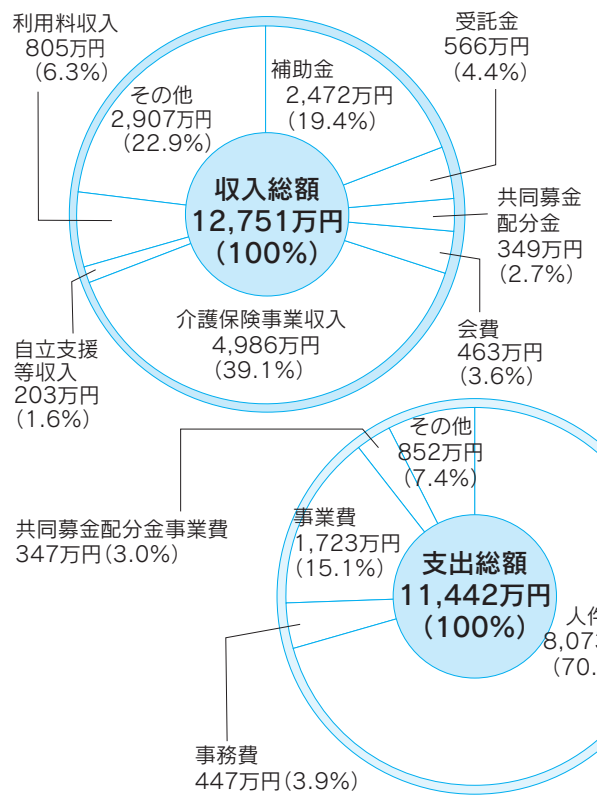 利用料収入
805万円
(6.3%)
その他
2,907万円
(22.9%)
補助金
2,472万円
(19.4%)
受託金
566万円
(4.4%)
収入総額
12,751万円
(100%)
共同募金
配分金
349万円
(2.7%)
会費
463万円
(3.6%)
介護保険事業収入
4,986万円
(39.1%)
自立支援
等収入
203万円
(1.6%)
その他
852万円
(7.4%)
共同募金配分金事業費
347万円(3.0%)
事業費
1,723万円
(15.1%)
支出総額
11,442万円
(100%)
人件
8,073
(70.
事務費
447万円(3.9%)